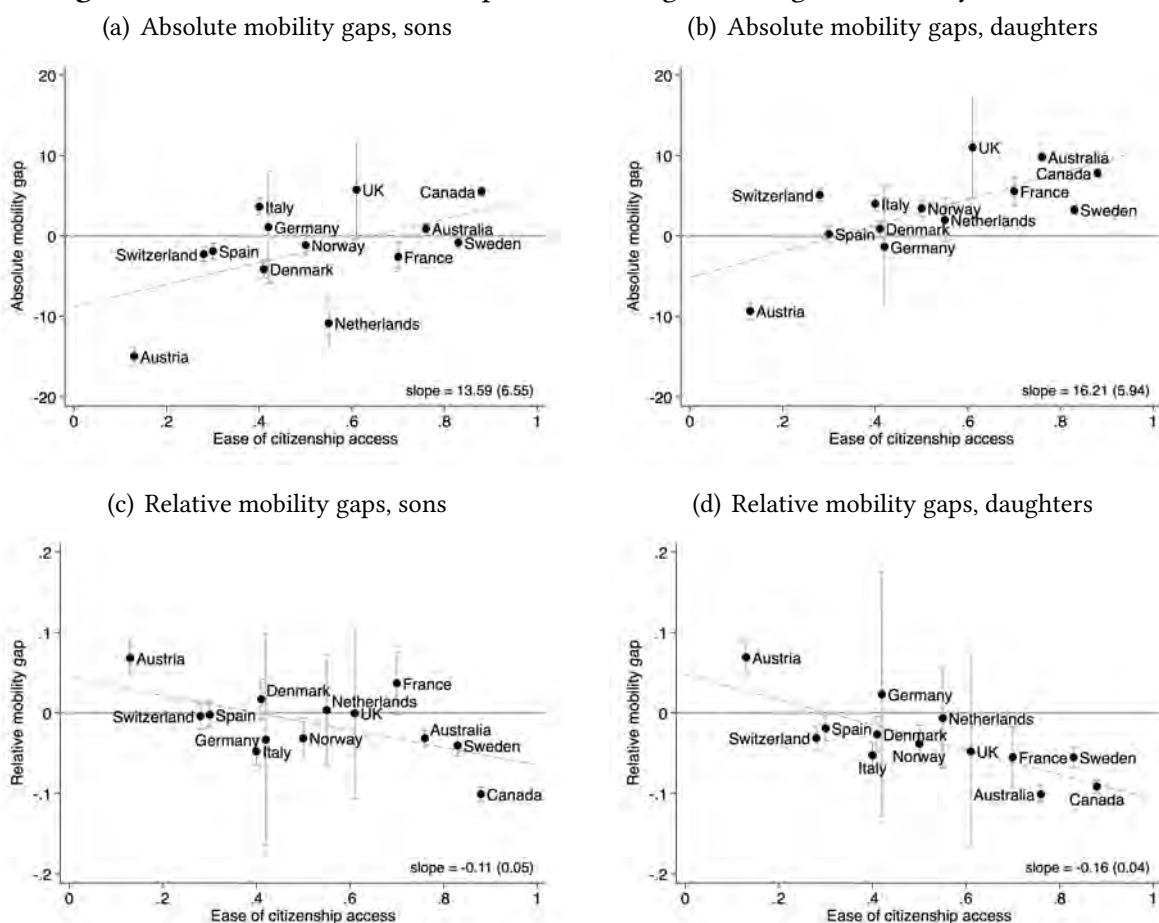 (a) Absolute mobility gaps, sons
20
10
0
-10
-20
Absolute mobility gap
Italy
Germany
UK
Canada
Switzerland
Spain
Norway
Australia
Sweden
France
Denmark
Netherlands
Austria
slope = 13.59 (6.55)
0
.2
.4
.6
.8
1
Ease of citizenship access
(b) Absolute mobility gaps, daughters
20
10
0
-10
-20
Absolute mobility gap
UK
Australia
Canada
Switzerland
Italy
Norway
France
Sweden
Netherlands
Spain
Denmark
Germany
Austria
slope = 16.21 (5.94)
0
.2
.4
.6
.8
1
Ease of citizenship access
(c) Relative mobility gaps, sons
.2
.1
0
-.1
-.2
Relative mobility gap
Austria
Denmark
France
Netherlands
Switzerland
Spain
UK
Germany
Italy
Norway
Australia
Sweden
Canada
slope = -0.11 (0.05)
0
.2
.4
.6
.8
1
Ease of citizenship access
(d) Relative mobility gaps, daughters
.2
.1
0
-.1
-.2
Relative mobility gap
Austria
Germany
Netherlands
Spain
Switzerland
Denmark
Italy
Norway
UK
France
Sweden
Australia
Canada
slope = -0.16 (0.04)
0
.2
.4
.6
.8
1
Ease of citizenship access